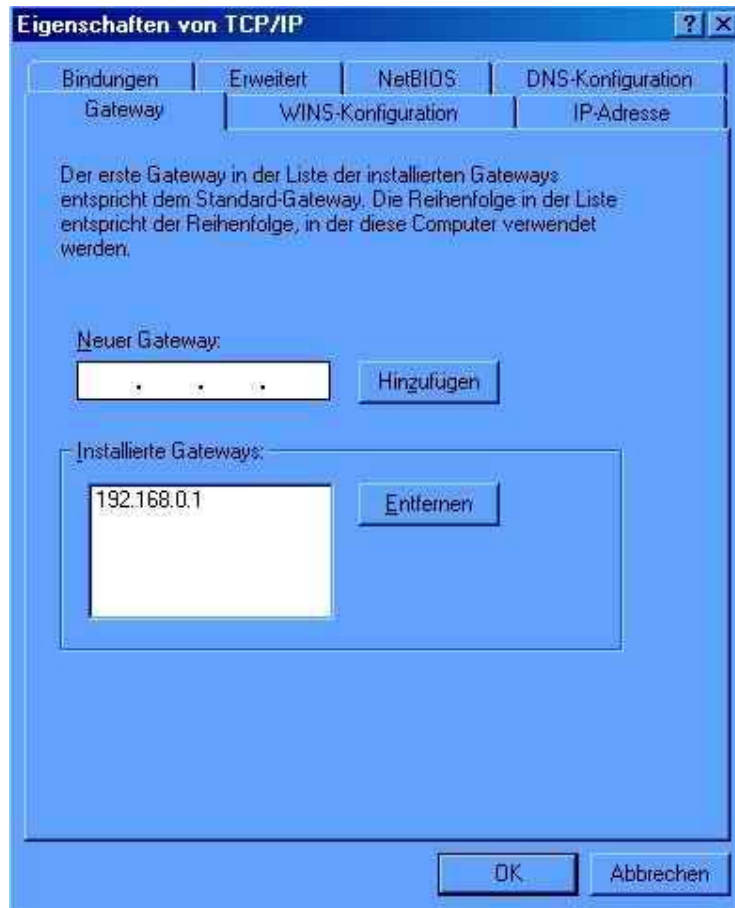 Eigenschaften von TCP/IP
Bindungen
Erweitert
NetBIOS
DNS-Konfiguration
Gateway
WINS-Konfiguration
IP-Adresse
Der erste Gateway in der Liste der installierten Gateways
entspricht dem Standard-Gateway. Die Reihenfolge in der Liste
entspricht der Reihenfolge, in der diese Computer verwendet
werden.
Neuer Gateway:
Hinzufügen
Installierte Gateways:
192.168.0.1
Entfernen
OK
Abbrechen